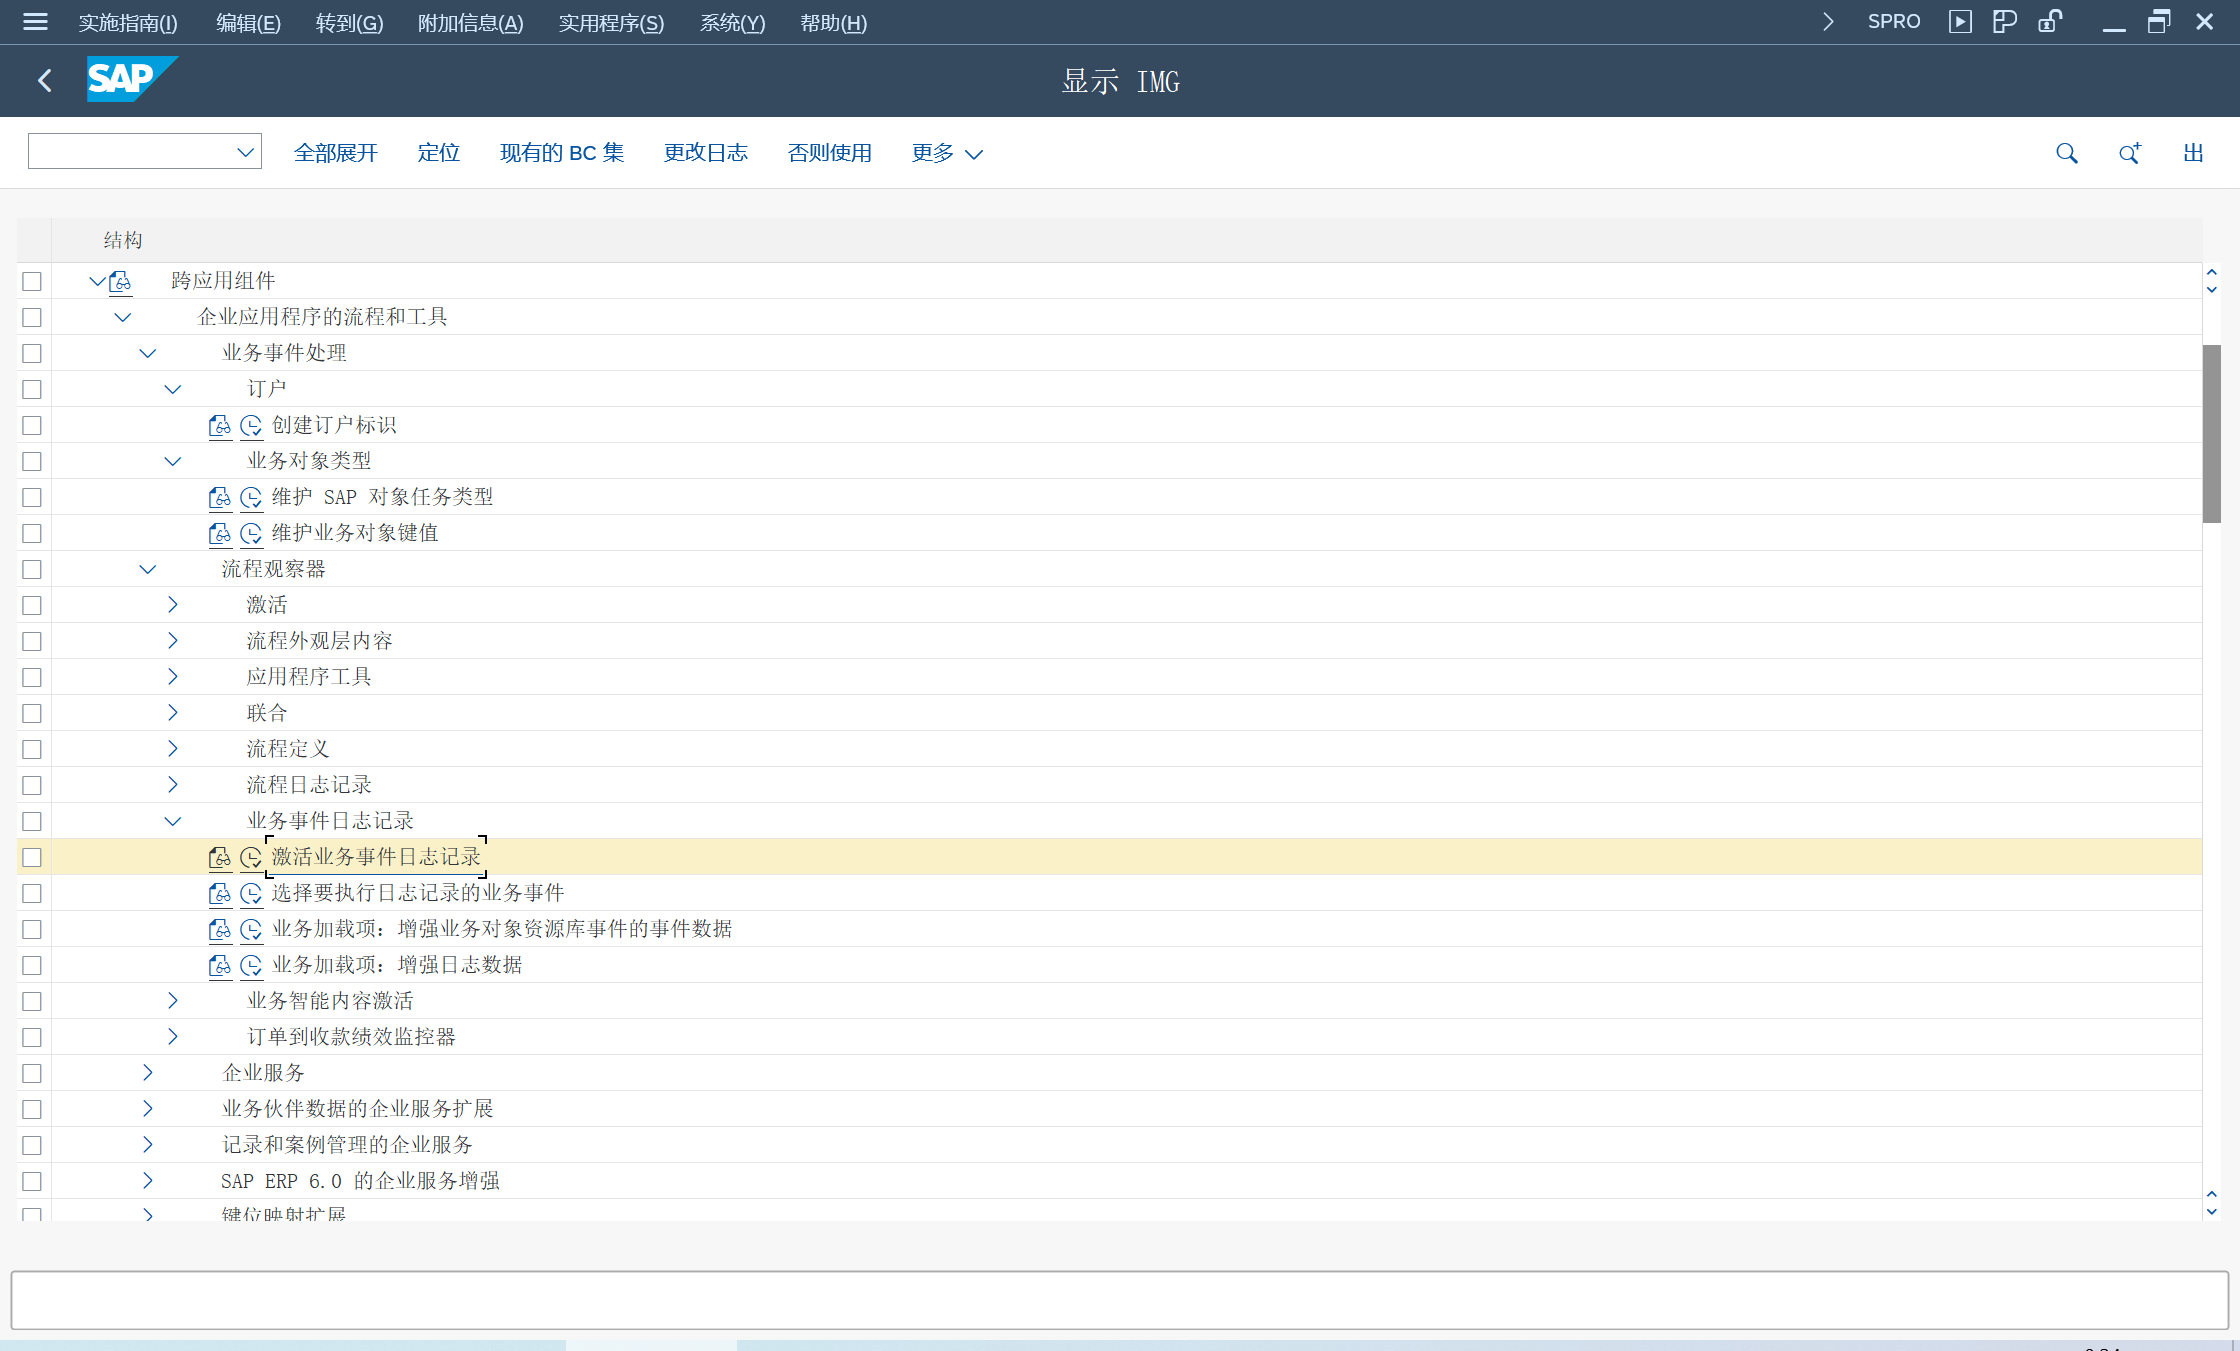 实施指南(I) 编辑(E) 转到(G) 附加信息(A) 实用程序(S) 系统(Y) 帮助(H) SPRO
SAP 显示 IMG
全部展开 定位 现有的 BC 集 更改日志 否则使用 更多 出
结构
跨应用组件
企业应用程序的流程和工具
业务事件处理
订户
创建订户标识
业务对象类型
维护 SAP 对象任务类型
维护业务对象键值
流程观察器
激活
流程外观层内容
应用程序工具
联合
流程定义
流程日志记录
业务事件日志记录
激活业务事件日志记录
选择要执行日志记录的业务事件
业务加载项: 增强业务对象资源库事件的事件数据
业务加载项: 增强日志数据
业务智能内容激活
订单到收款绩效监控器
企业服务
业务伙伴数据的企业服务扩展
记录和案例管理的企业服务
SAP ERP 6.0 的企业服务增强
键位映射扩展